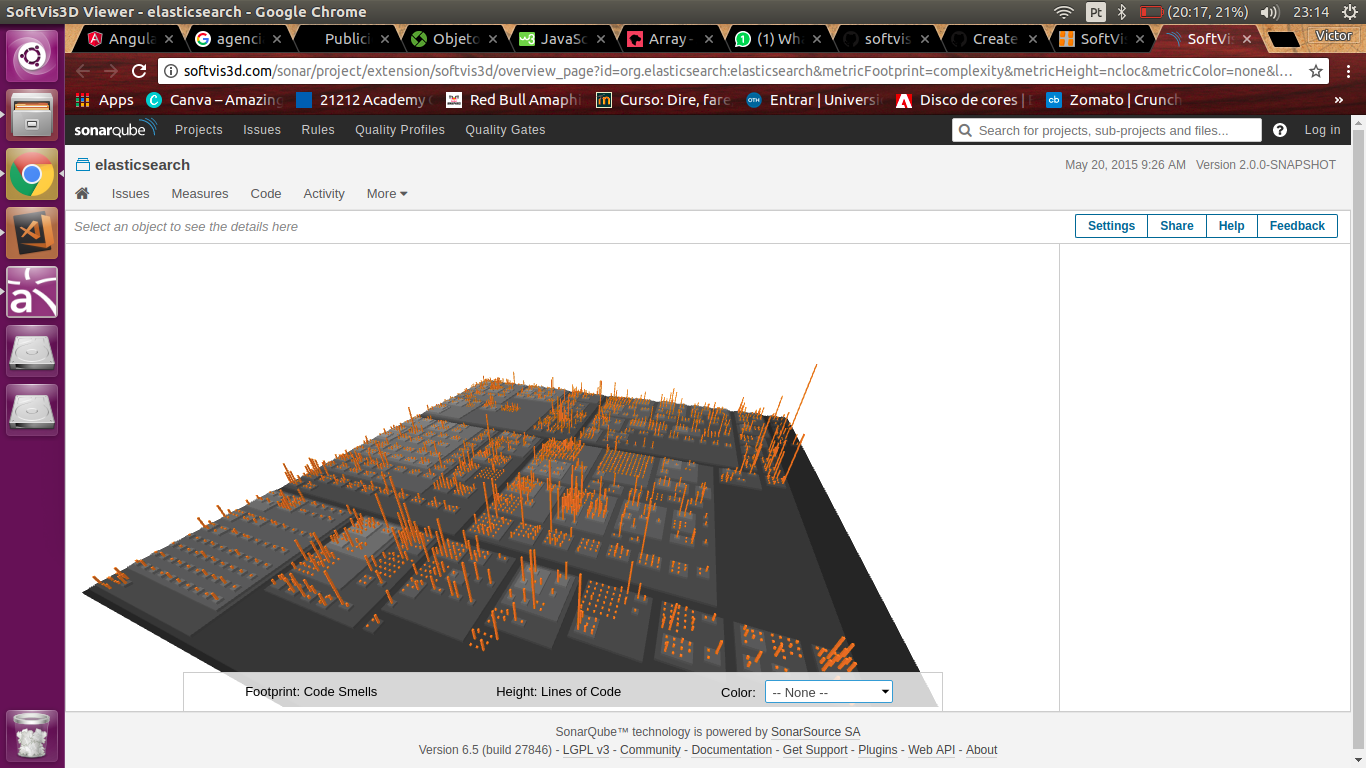 SoftVis3D Viewer - elasticsearch - Google Chrome
Pt (20:17, 21%) 23:14
Angula agencia Publici Objeto JavaSc Array - (1) Wha softvis Create SoftVis SoftVis Victor
softvis3d.com/sonar/project/extension/softvis3d/overview_page?id=org.elasticsearch:elasticsearch&metricFootprint=complexity&metricHeight=ncloc&metricColor=none&l...
Apps Canva – Amazing 21212 Academy Red Bull Amaphi Curso: Dire, fare Entrar | Universi Disco de cores | Zomato | Crunch »
sonarqube Projects Issues Rules Quality Profiles Quality Gates Search for projects, sub-projects and files... ? Log in
elasticsearch May 20, 2015 9:26 AM Version 2.0.0-SNAPSHOT
Issues Measures Code Activity More
Select an object to see the details here Settings Share Help Feedback
Footprint: Code Smells Height: Lines of Code Color: -- None --
SonarQube™ technology is powered by SonarSource SA
Version 6.5 (build 27846) - LGPL v3 - Community - Documentation - Get Support - Plugins - Web API - About